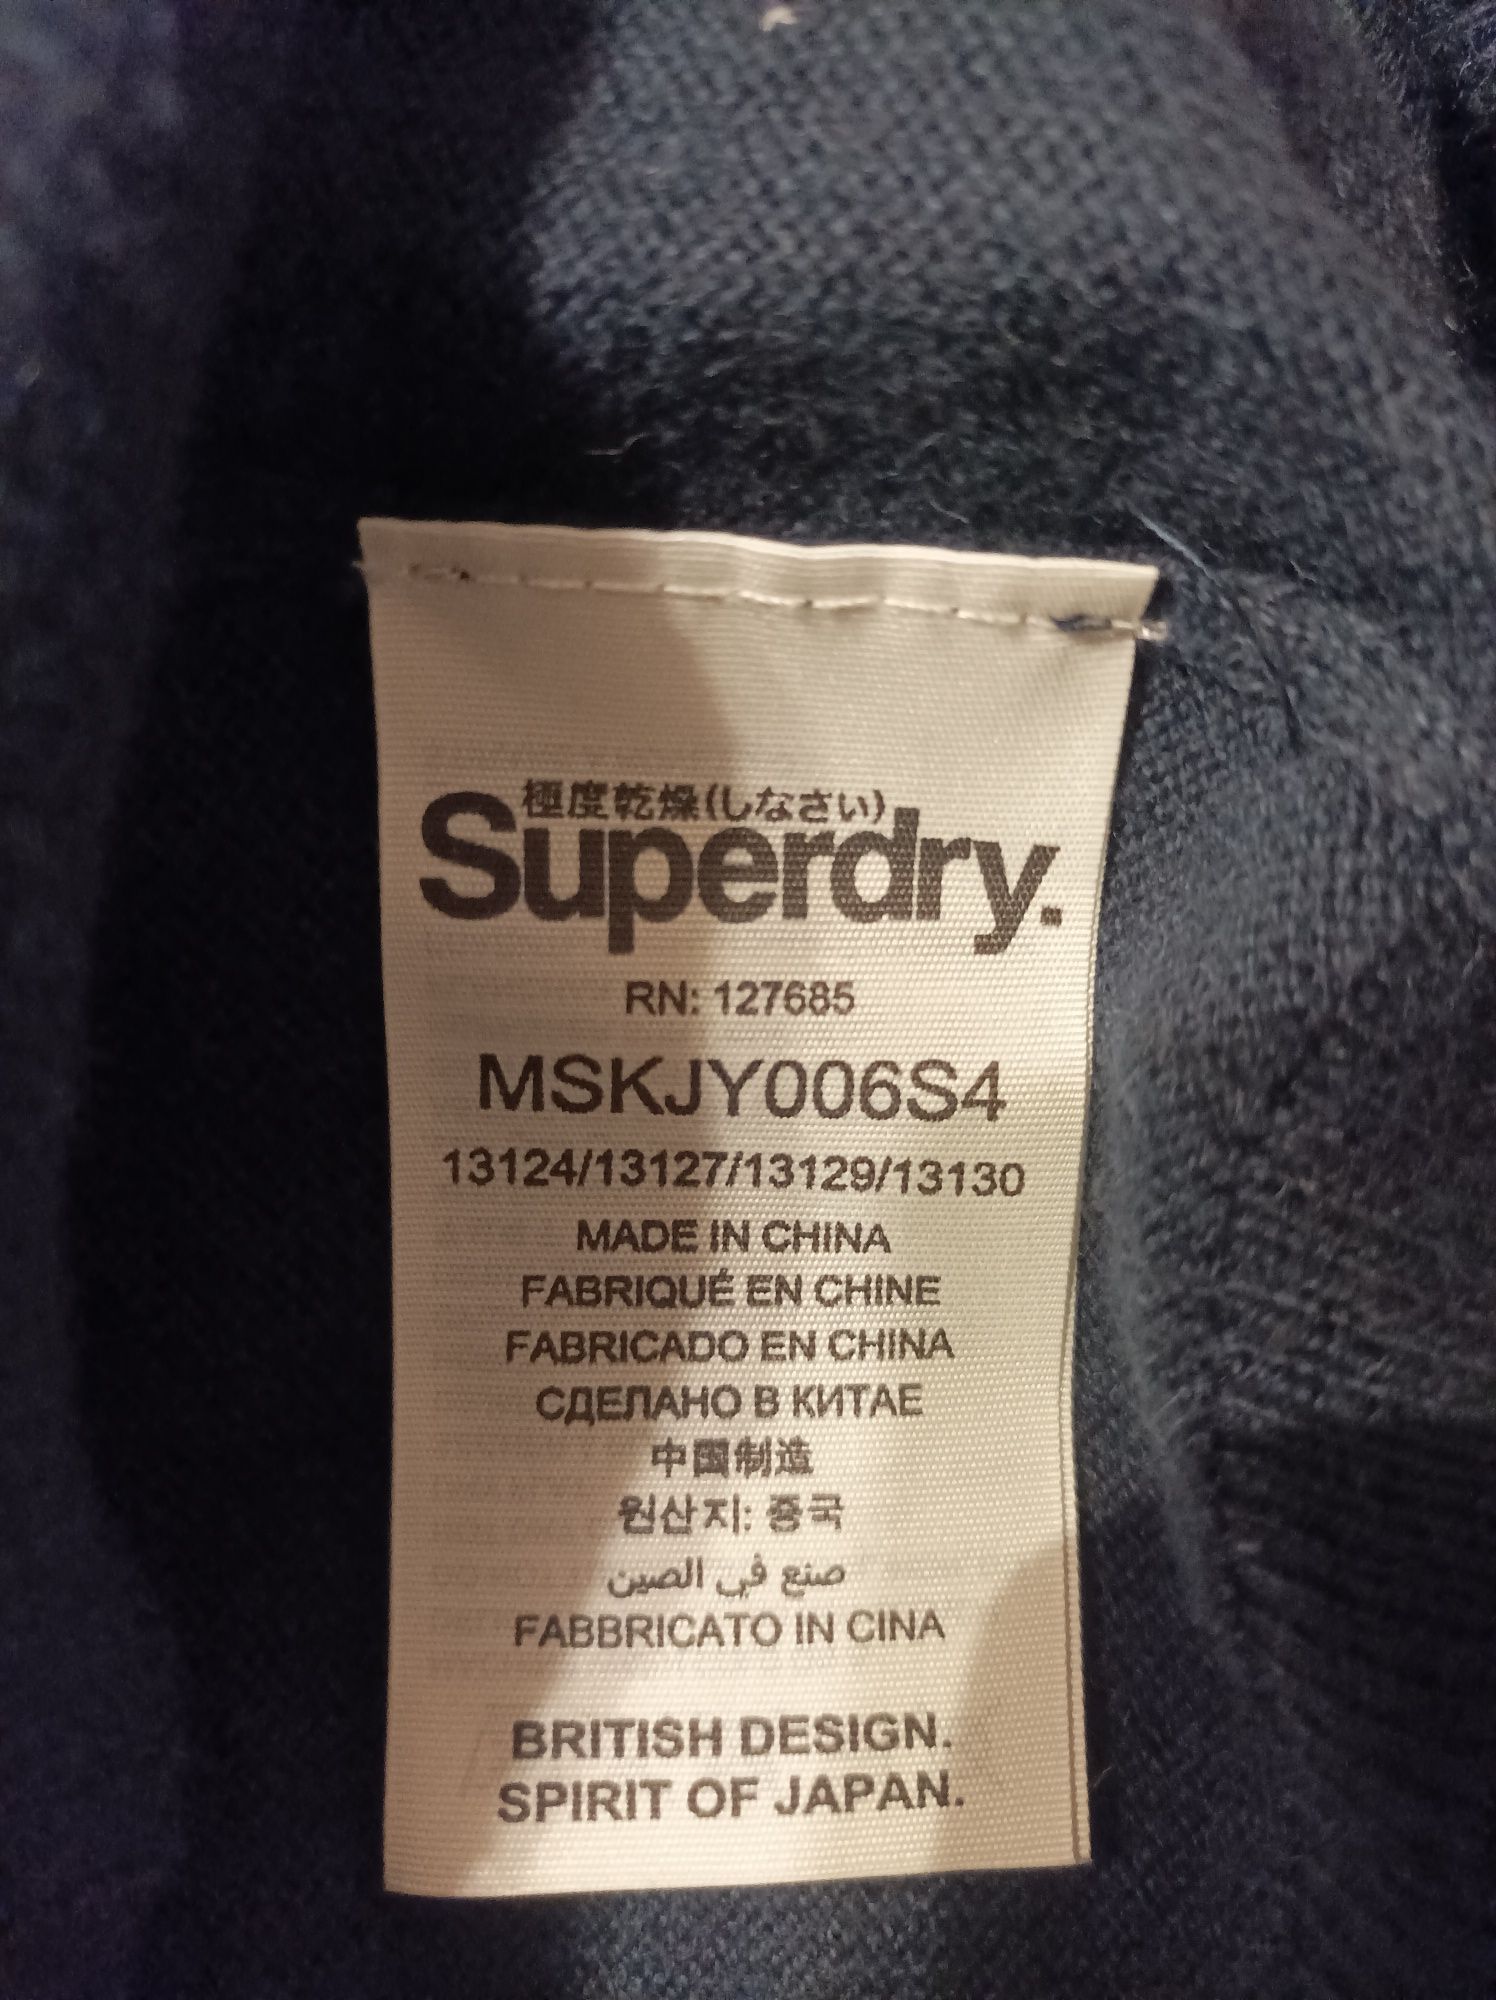 極度乾燥(しなさい)
Superdry.
RN: 127685
MSKJY006S4
13124/13127/13129/13130
MADE IN CHINA
FABRIQUÉ EN CHINE
FABRICADO EN CHINA
СДЕЛАНО В КИТАЕ
中国制造
원산지: 중국
صنع في الصين
FABBRICATO IN CINA
BRITISH DESIGN.
SPIRIT OF JAPAN.